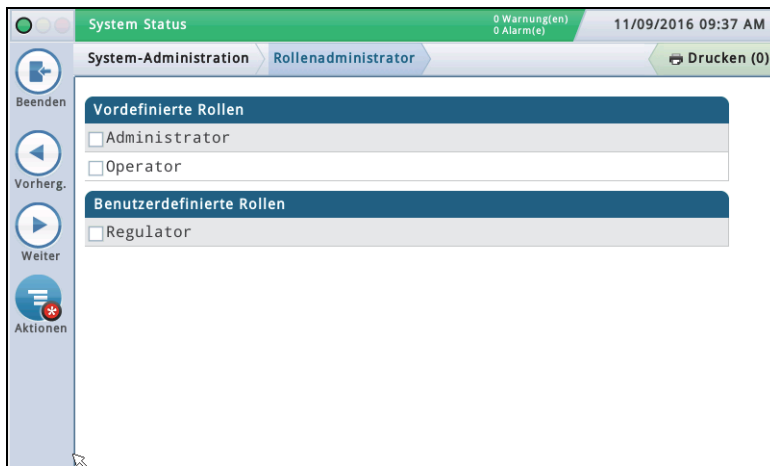 System Status
0 Warnung(en)
0 Alarm(e)
11/09/2016 09:37 AM
System-Administration
Rollenadministrator
Drucken (0)
Beenden
Vorherg.
Weiter
Aktionen
Vordefinierte Rollen
Administrator
Operator
Benutzerdefinierte Rollen
Regulator